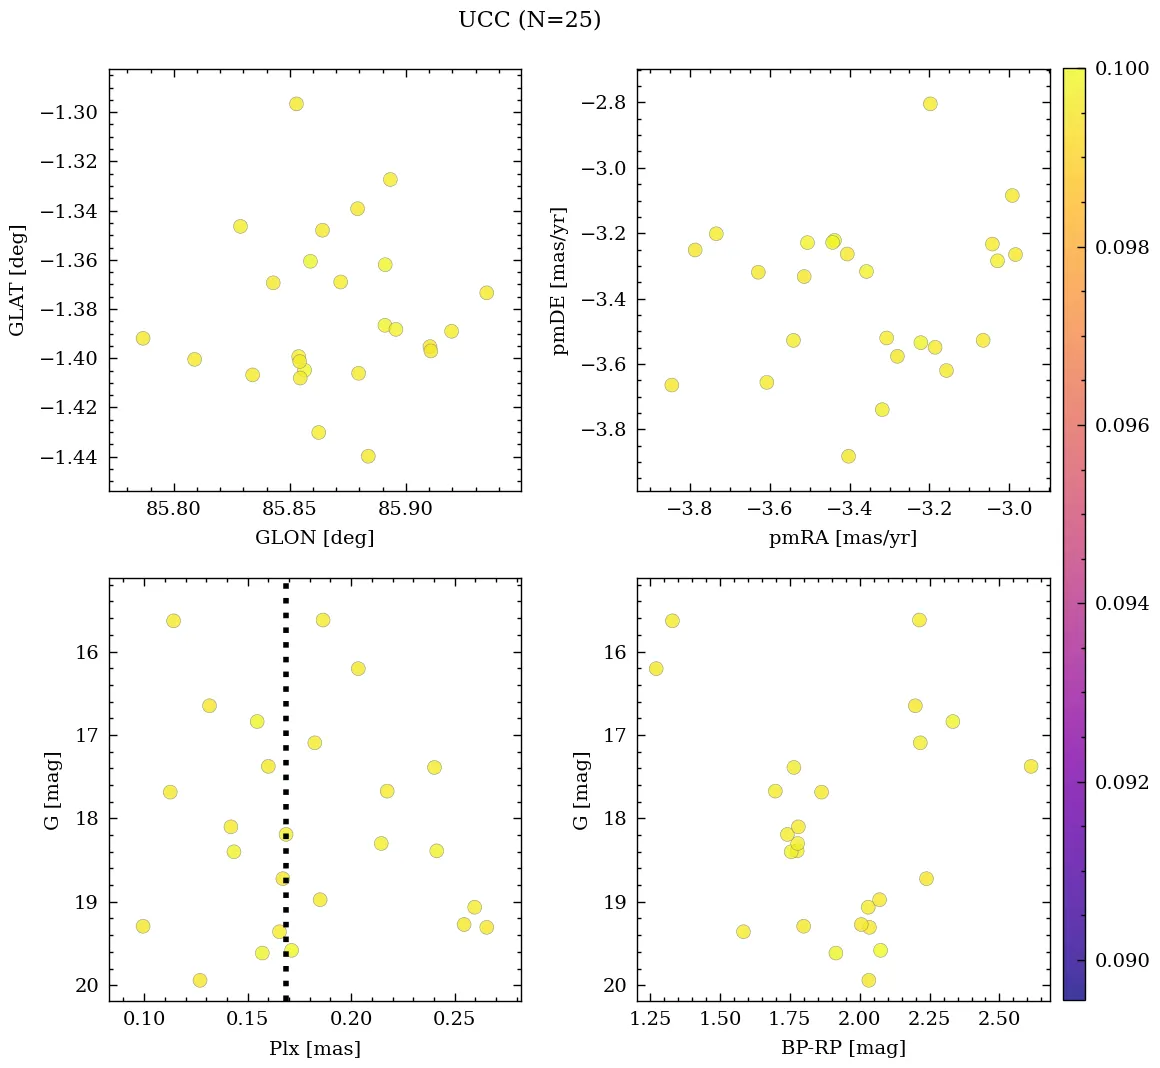 UCC (N=25)
−1.30
−1.32
−1.34
−1.36
−1.38
−1.40
−1.42
−1.44
GLAT [deg]
85.80 85.85 85.90
GLON [deg]
−2.8
−3.0
−3.2
−3.4
−3.6
−3.8
pmDE [mas/yr]
−3.8 −3.6 −3.4 −3.2 −3.0
pmRA [mas/yr]
16
17
18
19
20
G [mag]
0.10 0.15 0.20 0.25
Plx [mas]
16
17
18
19
20
G [mag]
1.25 1.50 1.75 2.00 2.25 2.50
BP-RP [mag]
0.100
0.098
0.096
0.094
0.092
0.090